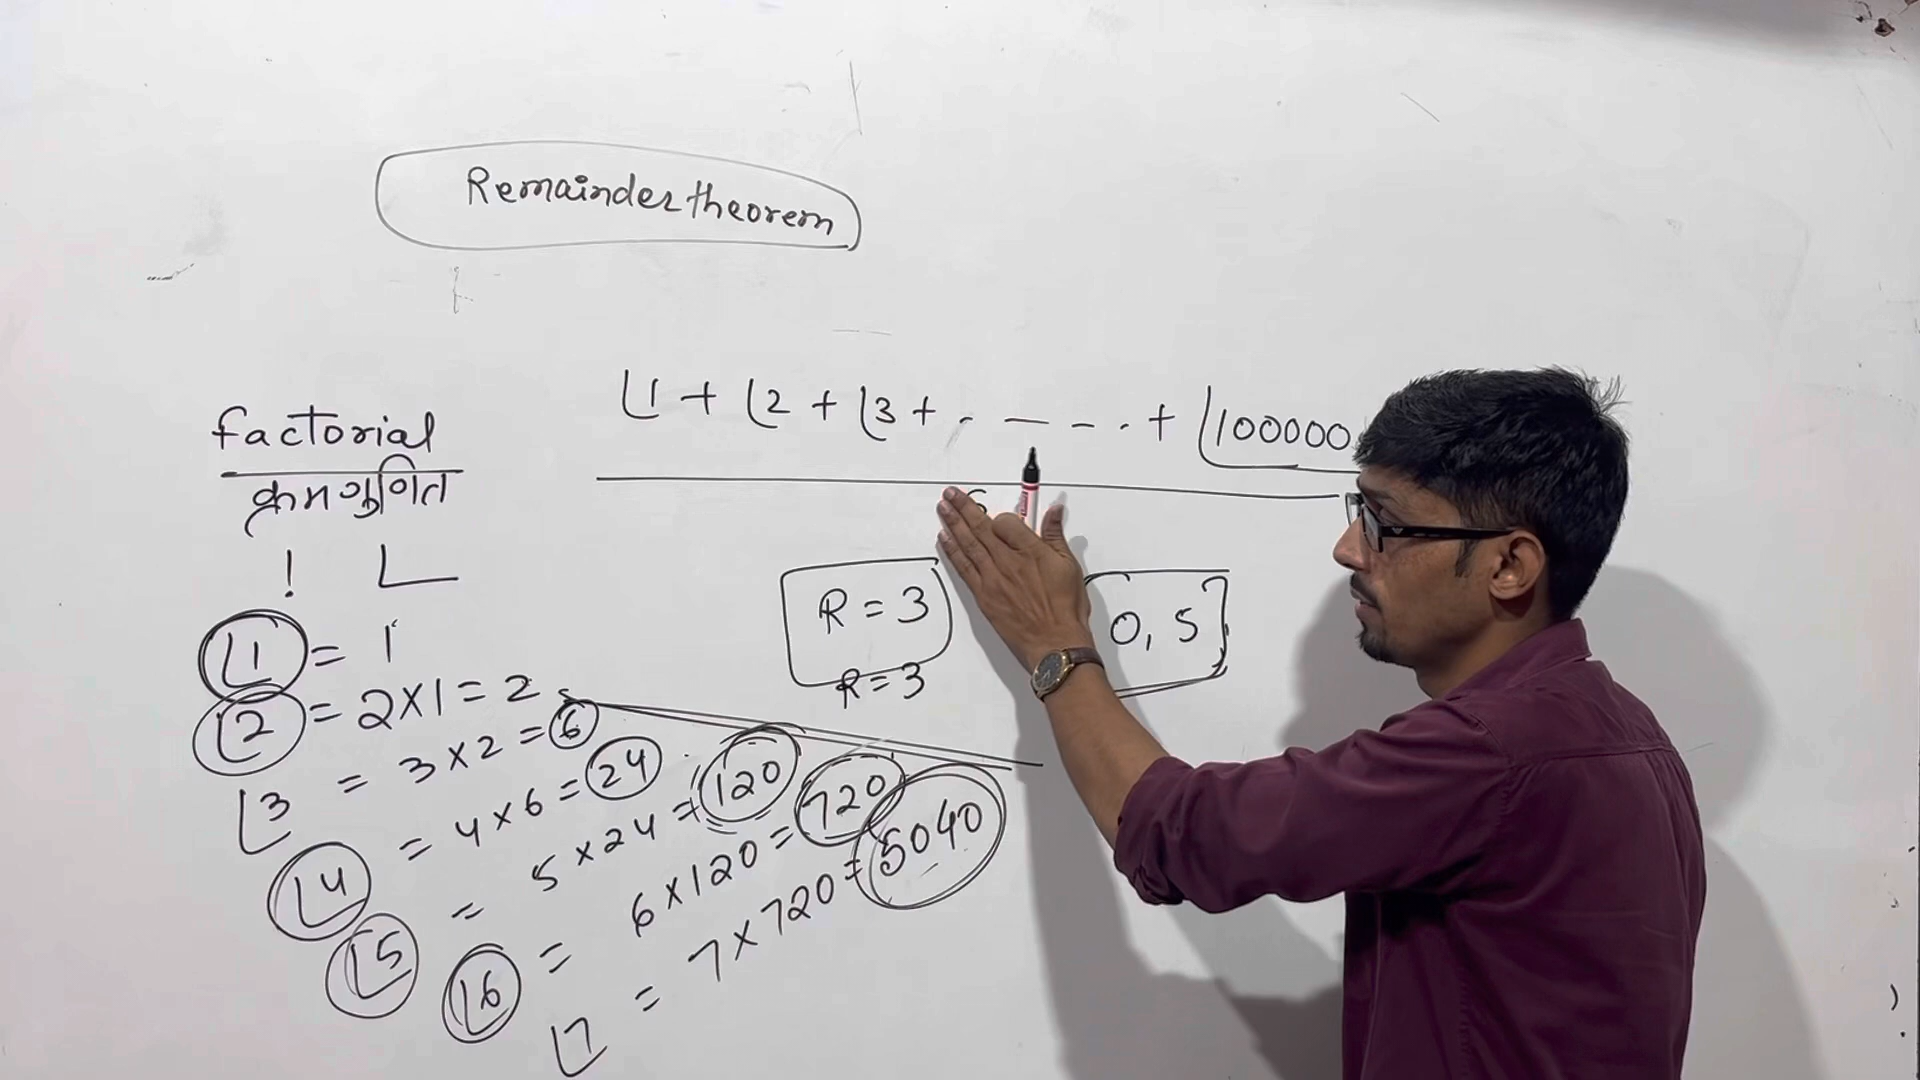 Remainder theorem
⌊1 + ⌊2 + ⌊3 + . — - . + ⌊100000
factorial
क्रमगुणित
! ⌊
R = 3
0, 5
R = 3
⌊1 = 1
⌊2 = 2×1 = 2
⌊3 = 3×2 = 6
⌊4 = 4×6 = 24
⌊5 = 5×24 = 120
⌊6 = 6×120 = 720
⌊7 = 7×720 = 5040